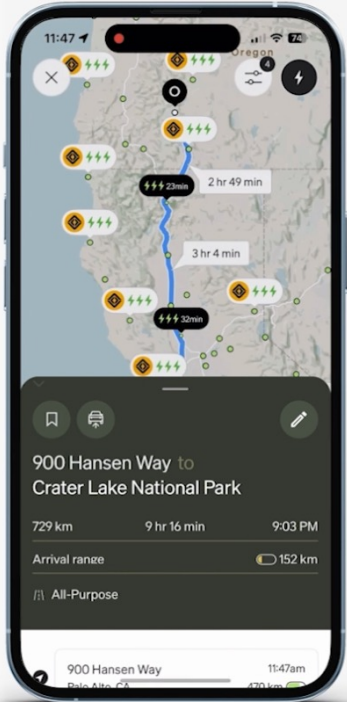 11:47
74
4
Oregon
23min
2 hr 49 min
3 hr 4 min
32min
900 Hansen Way to
Crater Lake National Park
729 km 9 hr 16 min 9:03 PM
Arrival range 152 km
All-Purpose
900 Hansen Way 11:47am
Palo Alto, CA 470 km